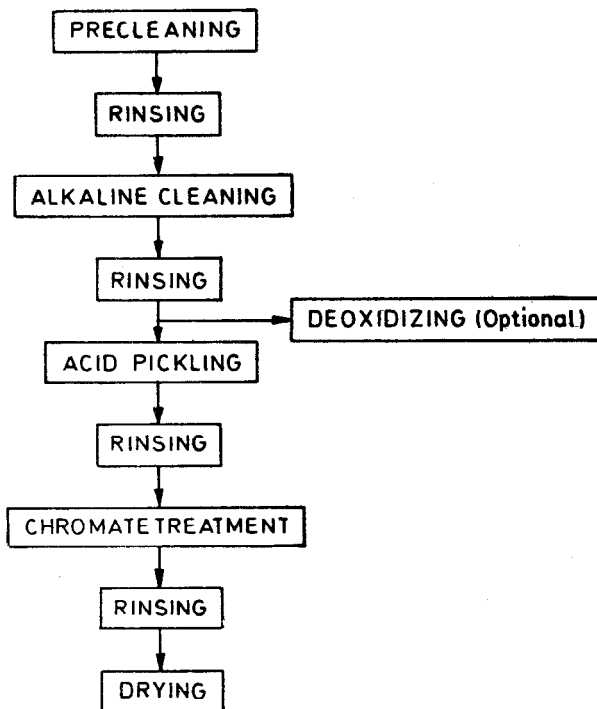 PRECLEANING
RINSING
ALKALINE CLEANING
RINSING
DEOXIDIZING (Optional)
ACID PICKLING
RINSING
CHROMATE TREATMENT
RINSING
DRYING